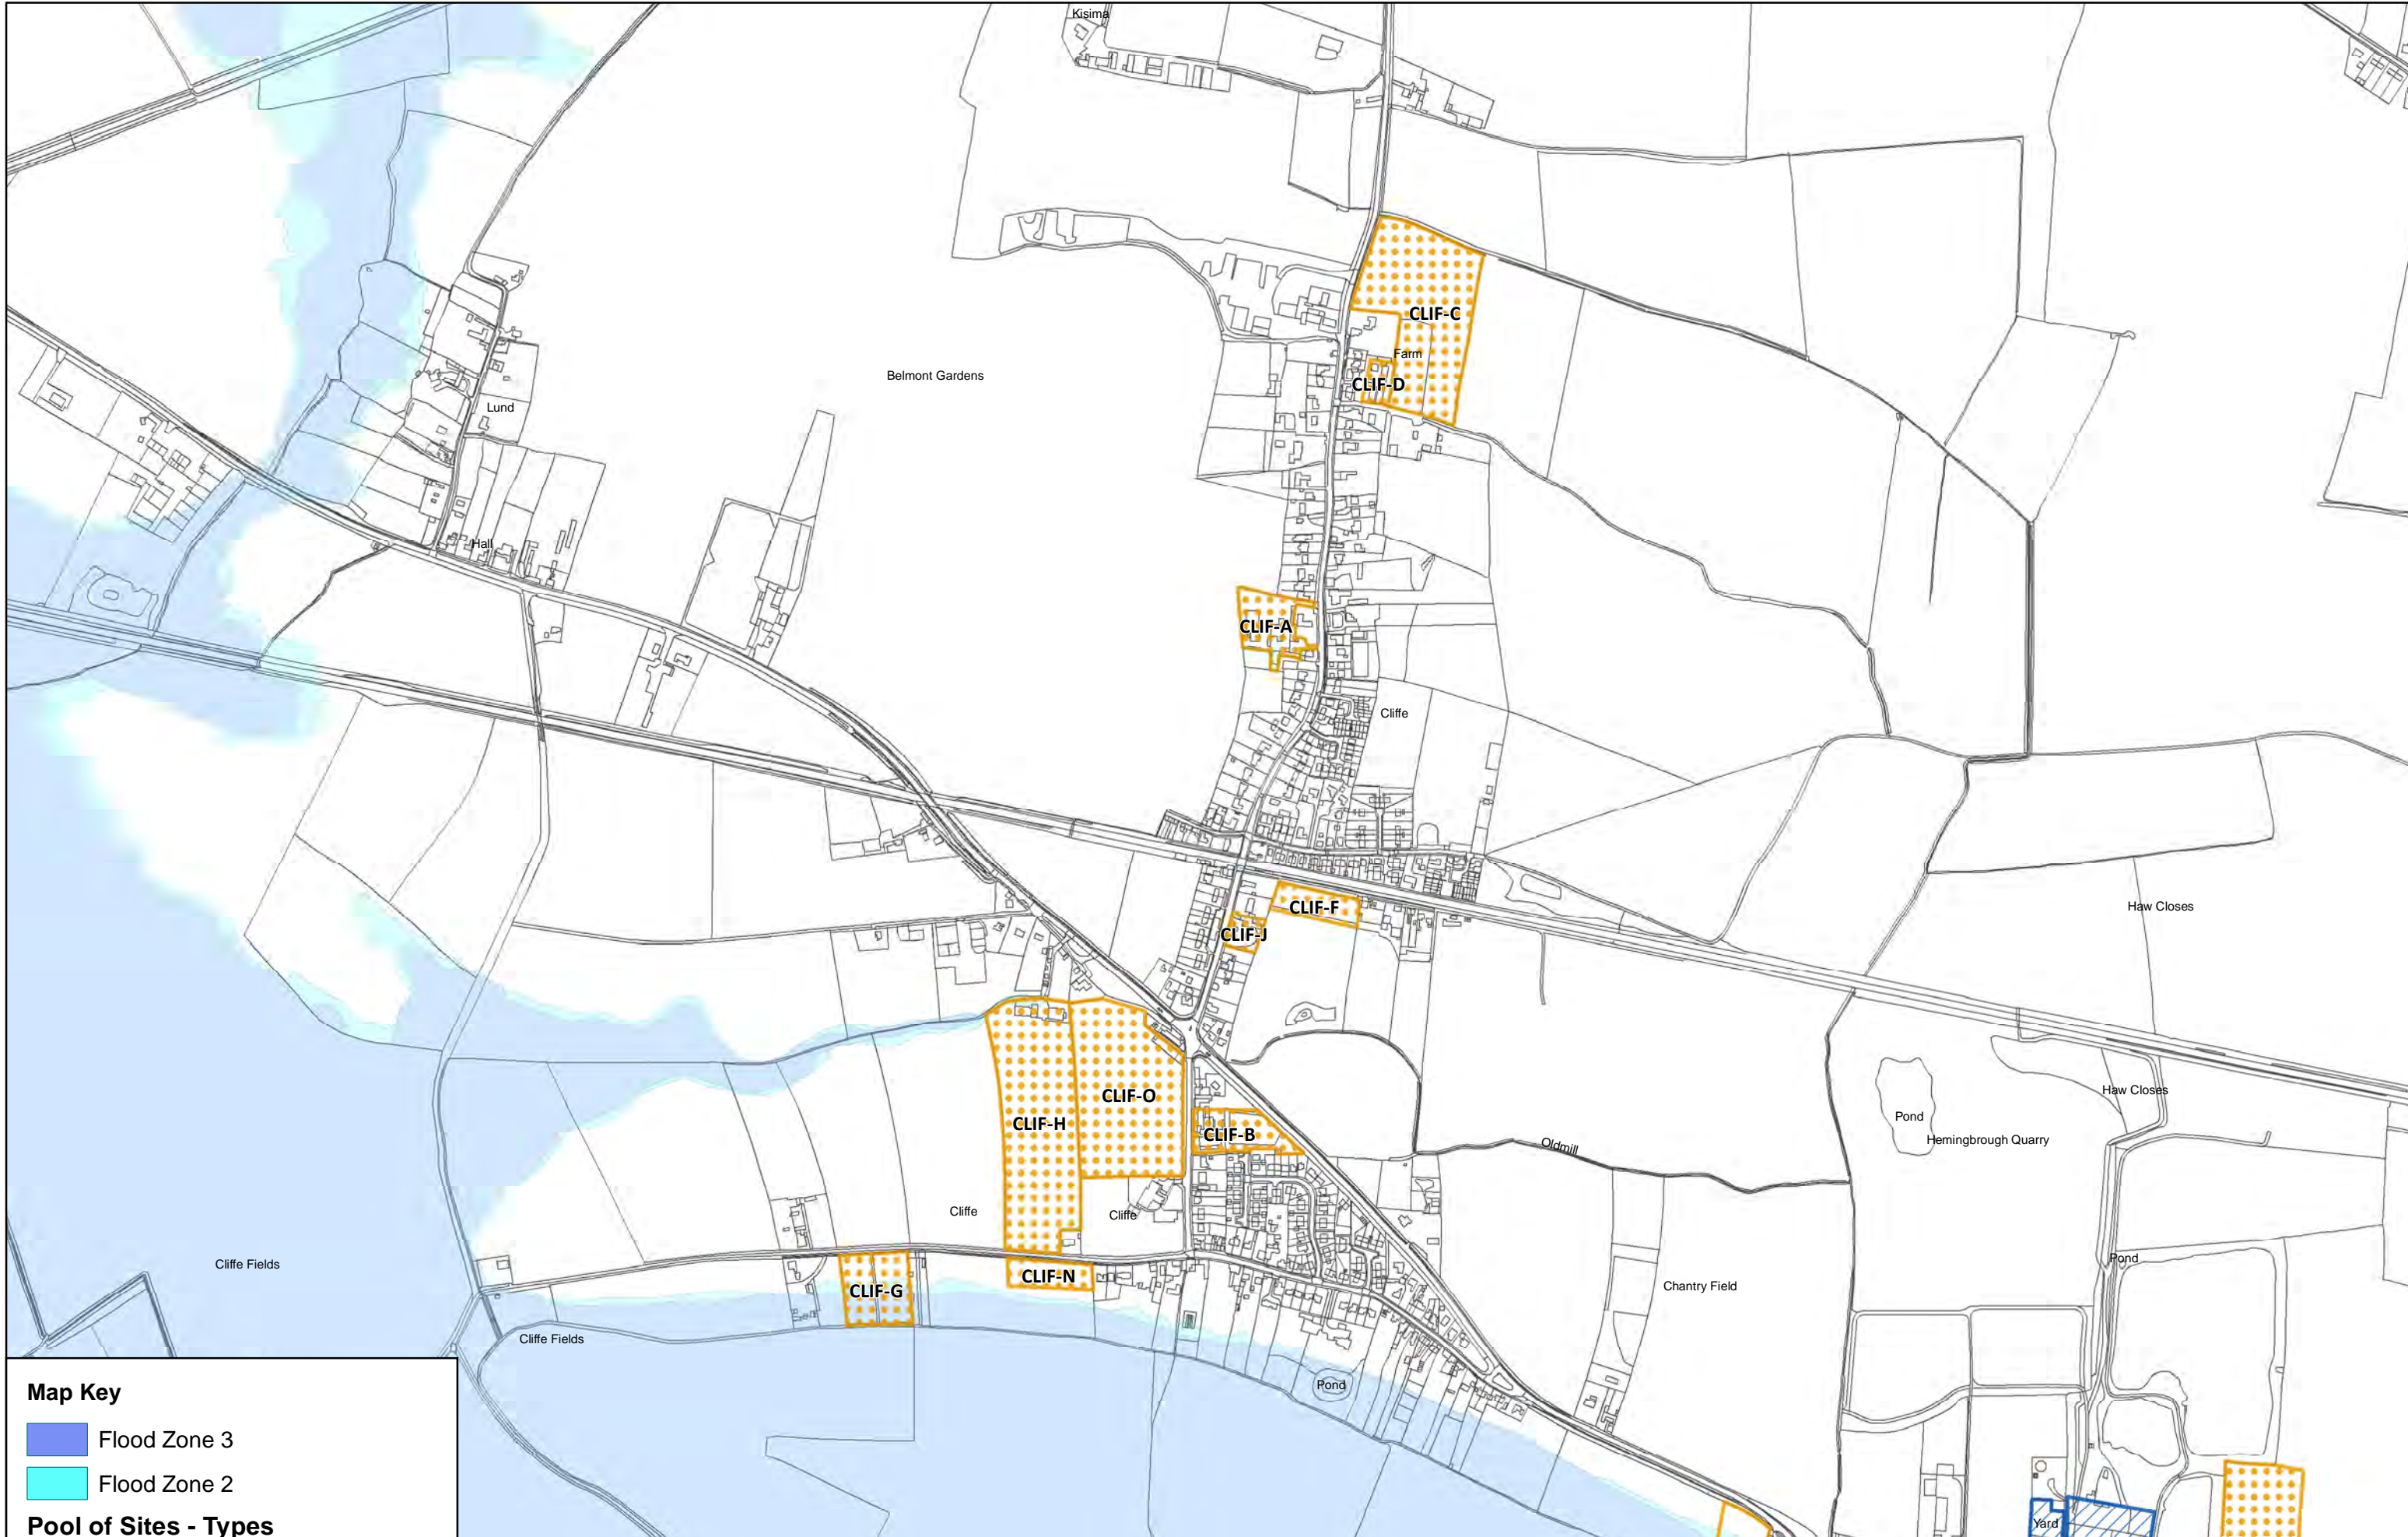 Kisima
CLIF-C
Farm
Belmont Gardens
CLIF-D
Lund
Hall
CLIF-A
Cliffe
Haw Closes
CLIF-F
CLIF-J
Haw Closes
CLIF-O
Pond
CLIF-H
CLIF-B
Hemingbrough Quarry
Oldmill
Cliffe
Cliffe
Pond
Cliffe Fields
CLIF-N
Chantry Field
CLIF-G
Cliffe Fields
Pond
Map Key
Flood Zone 3
Flood Zone 2
Yard
Pool of Sites - Types